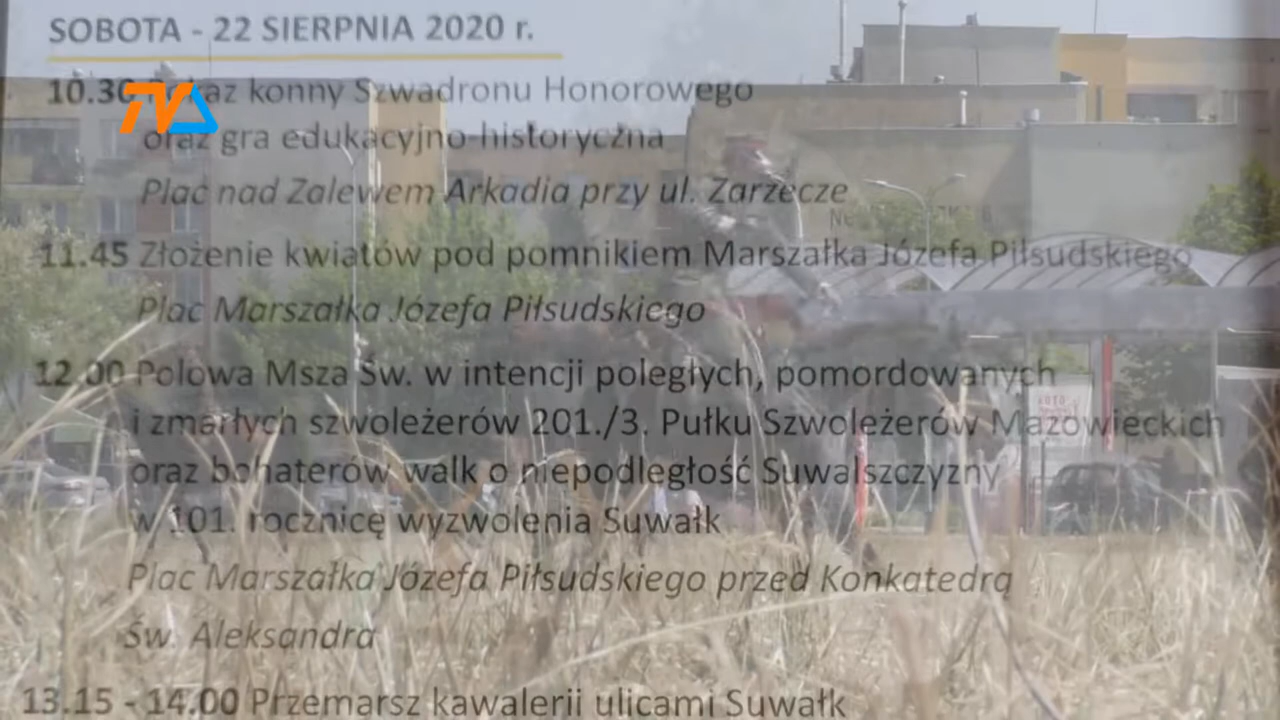 SOBOTA - 22 SIERPNIA 2020 r.
10.30 Pokaz konny Szwadronu Honorowego
TVA
oraz gra edukacyjno-historyczna
Plac nad Zalewem Arkadia przy ul. Zarzecze
11.45 Złożenie kwiatów pod pomnikiem Marszałka Józefa Piłsudskiego
Plac Marszałka Józefa Piłsudskiego
12.00 Polowa Msza Św. w intencji poległych, pomordowanych
i zmarłych szwoleżerów 201./3. Pułku Szwoleżerów Mazowieckich
oraz bohaterów walk o niepodległość Suwalszczyzny
w 101. rocznicę wyzwolenia Suwałk
Plac Marszałka Józefa Piłsudskiego przed Konkatedrą
Św. Aleksandra
13.15 - 14.00 Przemarsz kawalerii ulicami Suwałk